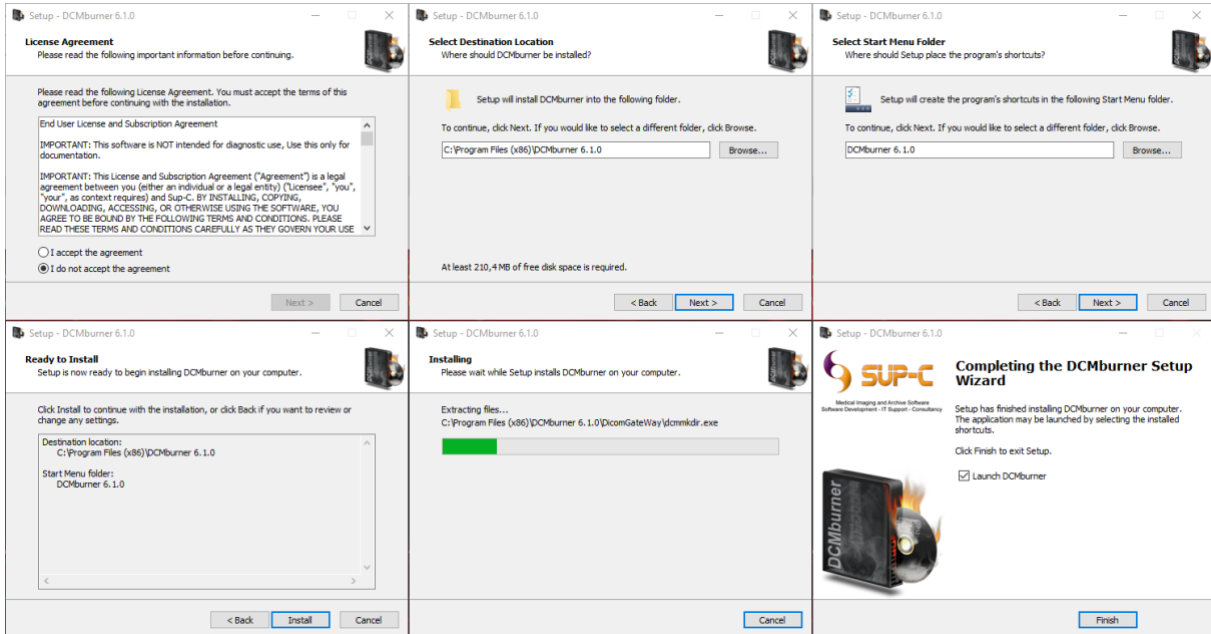 Setup - DCMburner 6.1.0
License Agreement
Please read the following important information before continuing.
Please read the following License Agreement. You must accept the terms of this
agreement before continuing with the installation.
End User License and Subscription Agreement
IMPORTANT: This software is NOT intended for diagnostic use, Use this only for
documentation.
IMPORTANT: This License and Subscription Agreement ("Agreement") is a legal
agreement between you (either an individual or a legal entity) ("Licensee", "you",
"your", as context requires) and Sup-C. BY INSTALLING, COPYING,
DOWNLOADING, ACCESSING, OR OTHERWISE USING THE SOFTWARE, YOU
AGREE TO BE BOUND BY THE FOLLOWING TERMS AND CONDITIONS. PLEASE
READ THESE TERMS AND CONDITIONS CAREFULLY AS THEY GOVERN YOUR USE
I accept the agreement
I do not accept the agreement
Next >
Cancel
Setup - DCMburner 6.1.0
Select Destination Location
Where should DCMburner be installed?
Setup will install DCMburner into the following folder.
To continue, click Next. If you would like to select a different folder, click Browse.
C:\Program Files (x86)\DCMburner 6.1.0
Browse...
At least 210,4 MB of free disk space is required.
< Back
Next >
Cancel
Setup - DCMburner 6.1.0
Select Start Menu Folder
Where should Setup place the program's shortcuts?
Setup will create the program's shortcuts in the following Start Menu folder.
To continue, click Next. If you would like to select a different folder, click Browse.
DCMburner 6.1.0
Browse...
< Back
Next >
Cancel
Setup - DCMburner 6.1.0
Ready to Install
Setup is now ready to begin installing DCMburner on your computer.
Click Install to continue with the installation, or click Back if you want to review or
change any settings.
Destination location:
C:\Program Files (x86)\DCMburner 6.1.0
Start Menu folder:
DCMburner 6.1.0
< Back
Install
Cancel
Setup - DCMburner 6.1.0
Installing
Please wait while Setup installs DCMburner on your computer.
Extracting files...
C:\Program Files (x86)\DCMburner 6.1.0\DicomGateWay\dcmmkdir.exe
Cancel
Setup - DCMburner 6.1.0
SUP-C
Medical Imaging and Archive Software
Software Development - IT Support - Consultancy
DCMburner
Completing the DCMburner Setup
Wizard
Setup has finished installing DCMburner on your computer.
The application may be launched by selecting the installed
shortcuts.
Click Finish to exit Setup.
Launch DCMburner
Finish